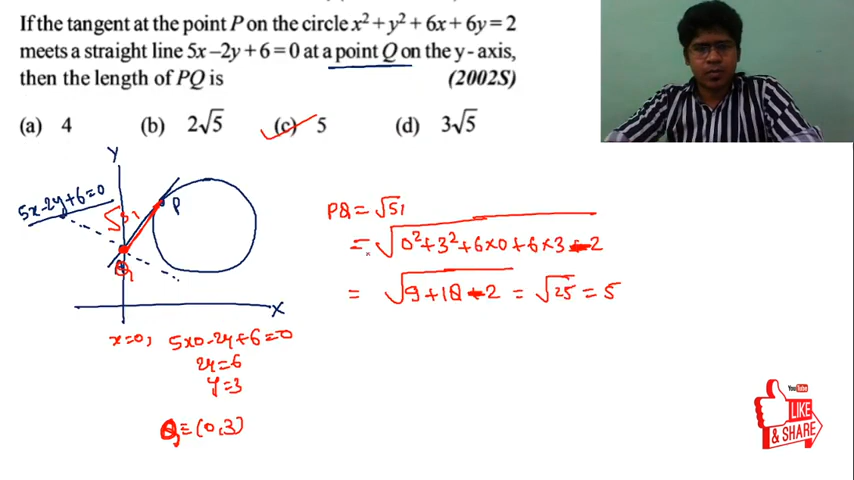 If the tangent at the point P on the circle x² + y² + 6x + 6y = 2
meets a straight line 5x – 2y + 6 = 0 at a point Q on the y - axis,
then the length of PQ is (2002S)
(a) 4 (b) 2√5 (c) 5 (d) 3√5
Y
5x-2y+6=0
√S₁
P
Q
X
x=0, 5x0-2y+6=0
2y=6
y=3
Q ≡ (0,3)
PQ = √S₁
= √0²+3²+6×0+6×3-2
= √9+18-2 = √25 = 5
You Tube
LIKE
& SHARE